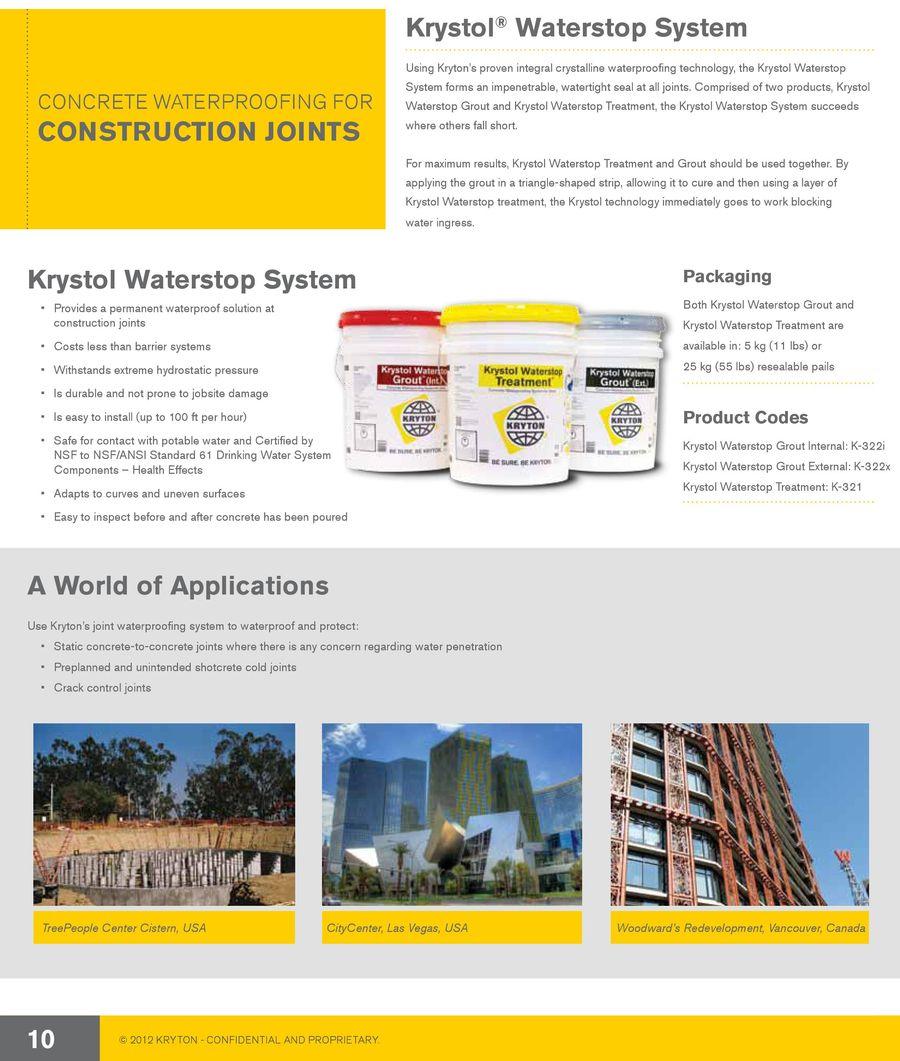 CONCRETE WATERPROOFING FOR
CONSTRUCTION JOINTS
Krystol® Waterstop System
Using Kryton's proven integral crystalline waterproofing technology, the Krystol Waterstop
System forms an impenetrable, watertight seal at all joints. Comprised of two products, Krystol
Waterstop Grout and Krystol Waterstop Treatment, the Krystol Waterstop System succeeds
where others fall short.
For maximum results, Krystol Waterstop Treatment and Grout should be used together. By
applying the grout in a triangle-shaped strip, allowing it to cure and then using a layer of
Krystol Waterstop treatment, the Krystol technology immediately goes to work blocking
water ingress.
Krystol Waterstop System
• Provides a permanent waterproof solution at
construction joints
• Costs less than barrier systems
• Withstands extreme hydrostatic pressure
• Is durable and not prone to jobsite damage
• Is easy to install (up to 100 ft per hour)
• Safe for contact with potable water and Certified by
NSF to NSF/ANSI Standard 61 Drinking Water System
Components – Health Effects
• Adapts to curves and uneven surfaces
• Easy to inspect before and after concrete has been poured
Krystol Waterstop
Grout™ (Int.)
KRYTON
BE SURE. BE KRYTON.
Krystol Waterstop
Treatment™
KRYTON
BE SURE. BE KRYTON.
Krystol Waterstop
Grout™ (Ext.)
KRYTON
BE SURE. BE KRYTON.
Packaging
Both Krystol Waterstop Grout and
Krystol Waterstop Treatment are
available in: 5 kg (11 lbs) or
25 kg (55 lbs) resealable pails
Product Codes
Krystol Waterstop Grout Internal: K-322i
Krystol Waterstop Grout External: K-322x
Krystol Waterstop Treatment: K-321
A World of Applications
Use Kryton's joint waterproofing system to waterproof and protect:
• Static concrete-to-concrete joints where there is any concern regarding water penetration
• Preplanned and unintended shotcrete cold joints
• Crack control joints
TreePeople Center Cistern, USA
CityCenter, Las Vegas, USA
Woodward's Redevelopment, Vancouver, Canada
10
© 2012 KRYTON - CONFIDENTIAL AND PROPRIETARY.